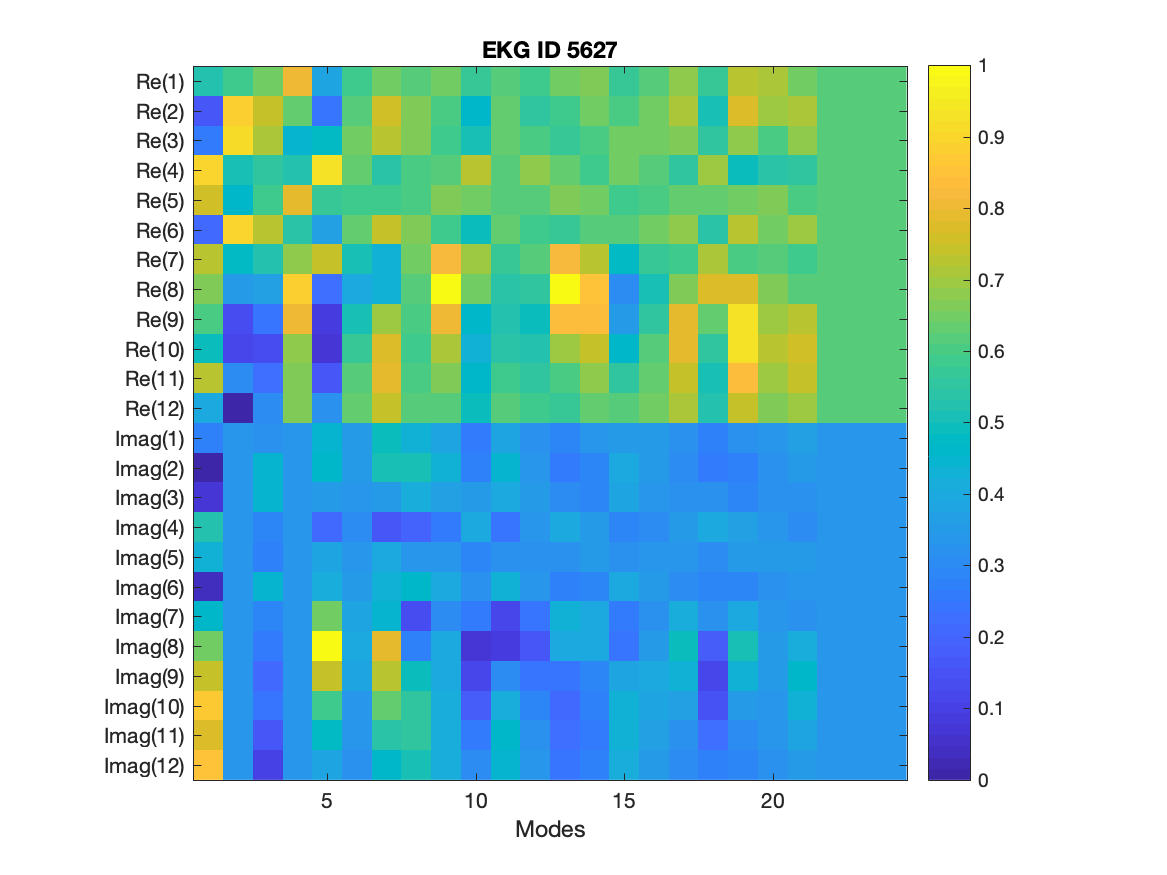 EKG ID 5627
Re(1)
Re(2)
Re(3)
Re(4)
Re(5)
Re(6)
Re(7)
Re(8)
Re(9)
Re(10)
Re(11)
Re(12)
Imag(1)
Imag(2)
Imag(3)
Imag(4)
Imag(5)
Imag(6)
Imag(7)
Imag(8)
Imag(9)
Imag(10)
Imag(11)
Imag(12)
5 10 15 20
Modes
1
0.9
0.8
0.7
0.6
0.5
0.4
0.3
0.2
0.1
0